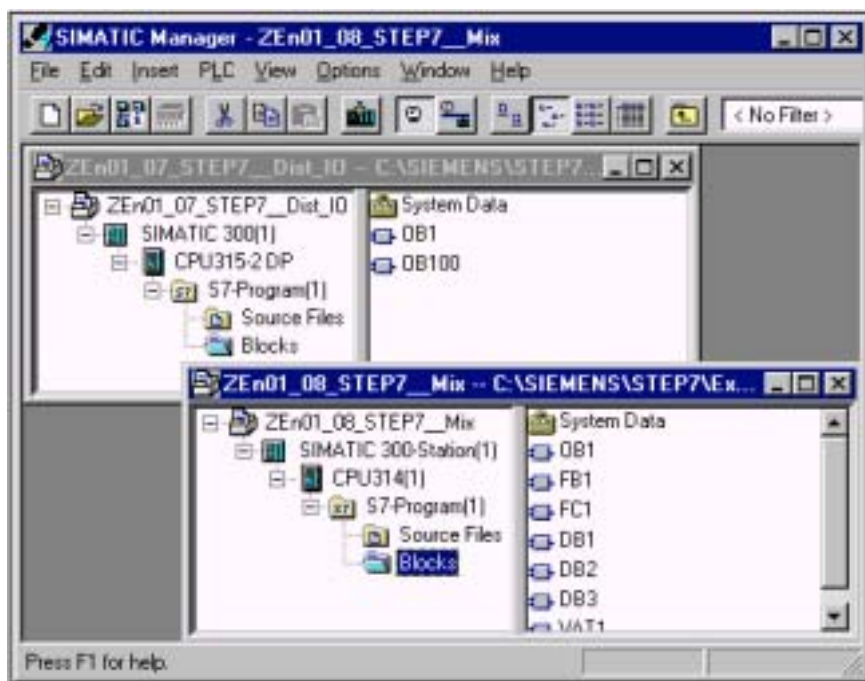 SIMATIC Manager - ZEn01_08_STEP7__Mix
File Edit Insert PLC View Options Window Help
< No Filter >
ZEn01_07_STEP7__Dist_IO -- C:\SIEMENS\STEP7...
ZEn01_07_STEP7__Dist_IO
SIMATIC 300(1)
CPU315-2 DP
S7-Program(1)
Source Files
Blocks
System Data
OB1
OB100
ZEn01_08_STEP7__Mix -- C:\SIEMENS\STEP7\Ex...
ZEn01_08_STEP7__Mix
SIMATIC 300-Station(1)
CPU314(1)
S7-Program(1)
Source Files
Blocks
System Data
OB1
FB1
FC1
DB1
DB2
DB3
VAT1
Press F1 for help.